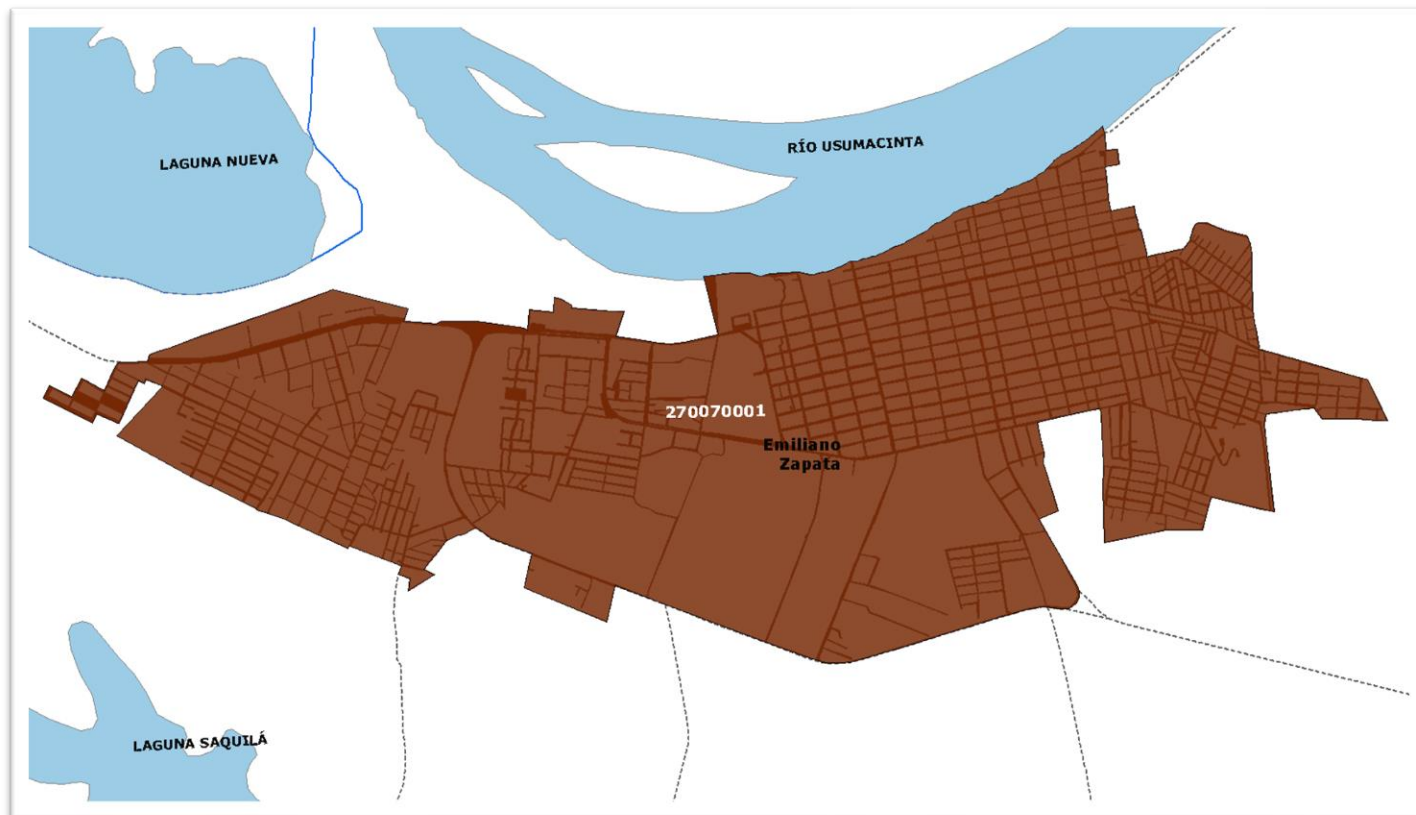 RÍO USUMACINTA
LAGUNA NUEVA
270070001
Emiliano
Zapata
LAGUNA SAQUILÁ